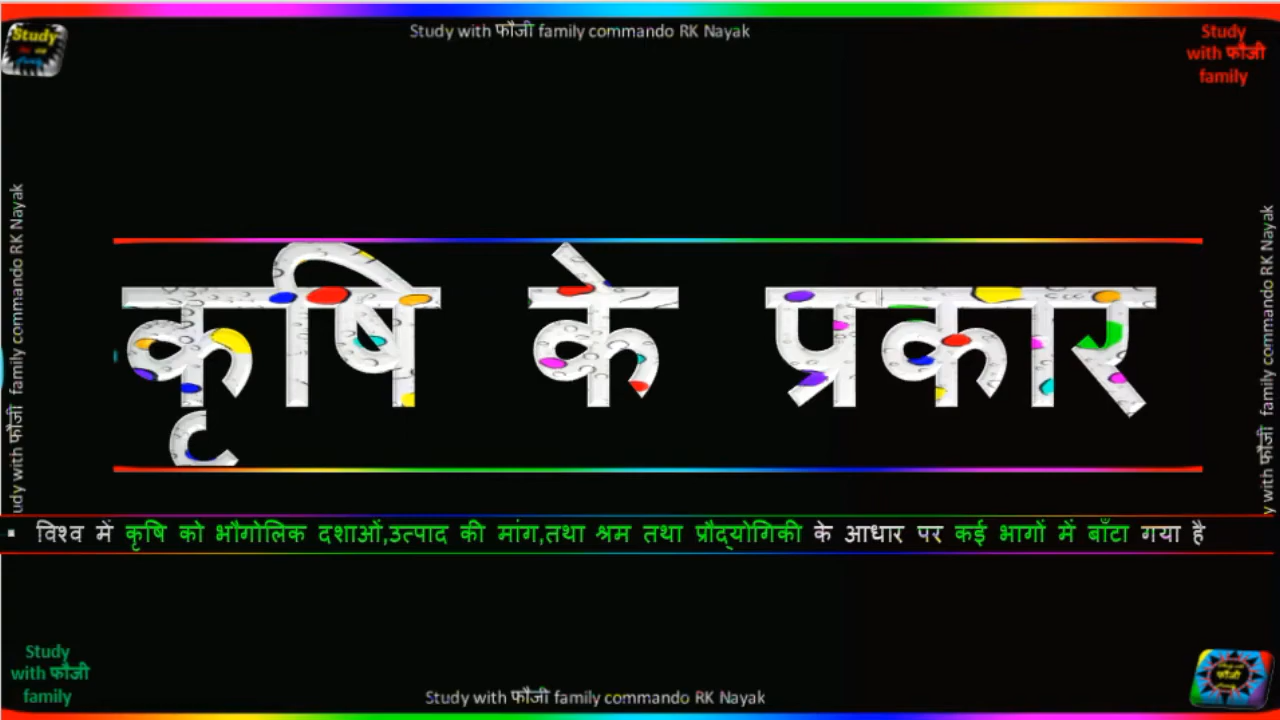 Study with फौजी family commando RK Nayak
Study
Study
with फौजी
family
udy with फौजी family commando RK Nayak
कृषि के प्रकार
y with फौजी family commando RK Nayak
▪ विश्व में कृषि को भौगोलिक दशाओं,उत्पाद की मांग,तथा श्रम तथा प्रौद्योगिकी के आधार पर कई भागों में बाँटा गया है
Study
with फौजी
family
Study with फौजी family commando RK Nayak
फौजी